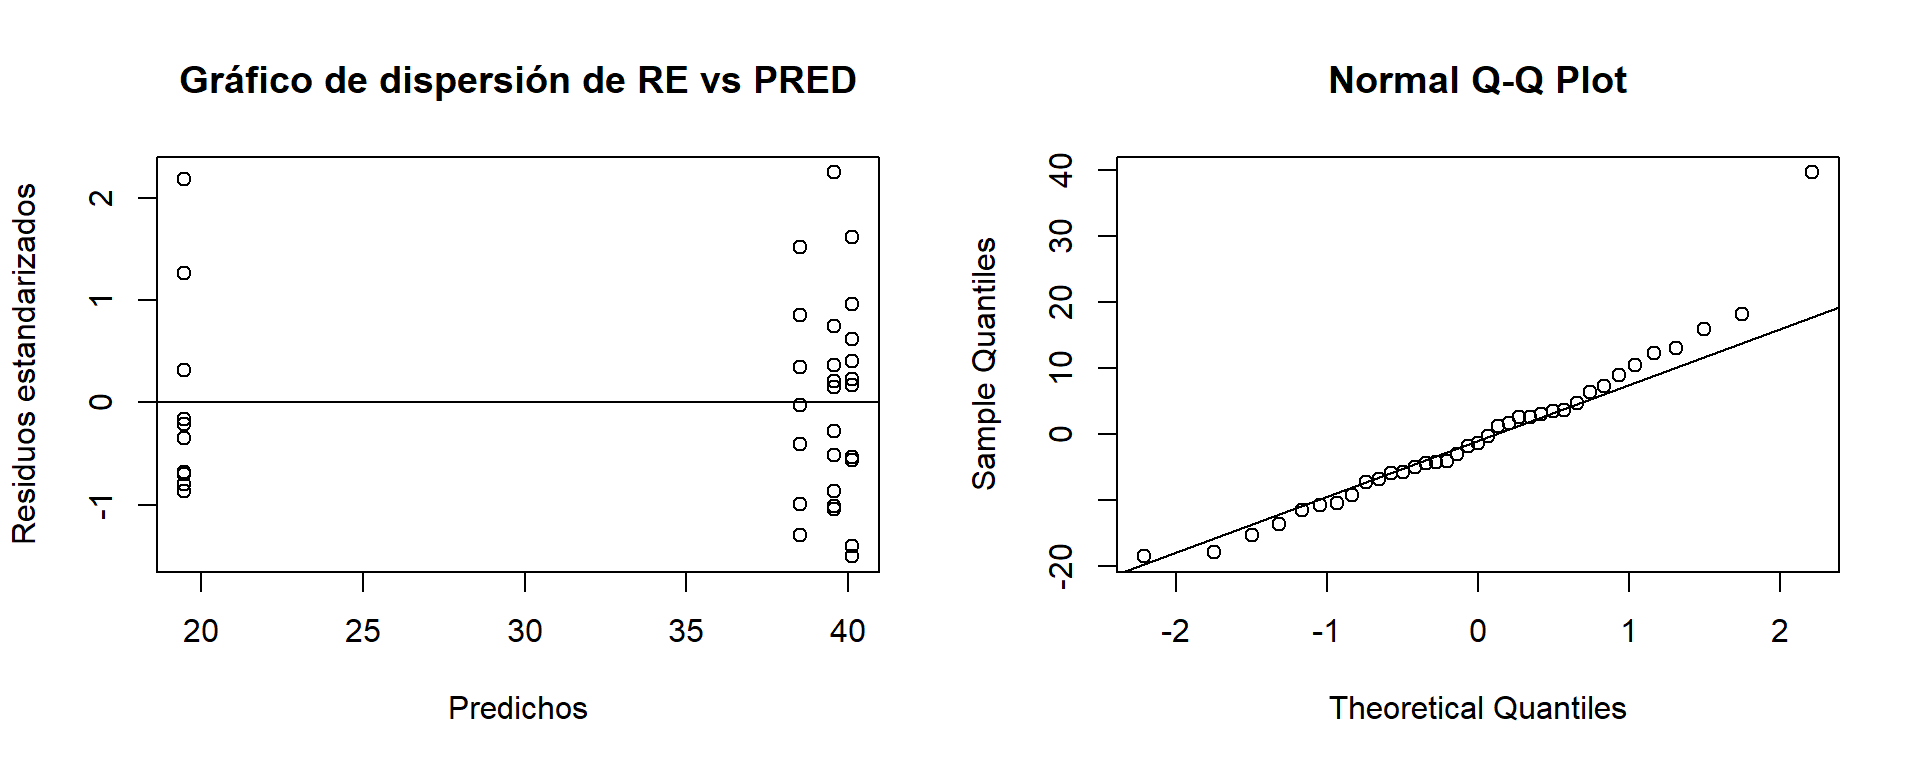 Gráfico de dispersión de RE vs PRED
Residuos estandarizados
2
1
0
-1
20 25 30 35 40
Predichos
Normal Q-Q Plot
Sample Quantiles
40
30
20
10
0
-20
-2 -1 0 1 2
Theoretical Quantiles